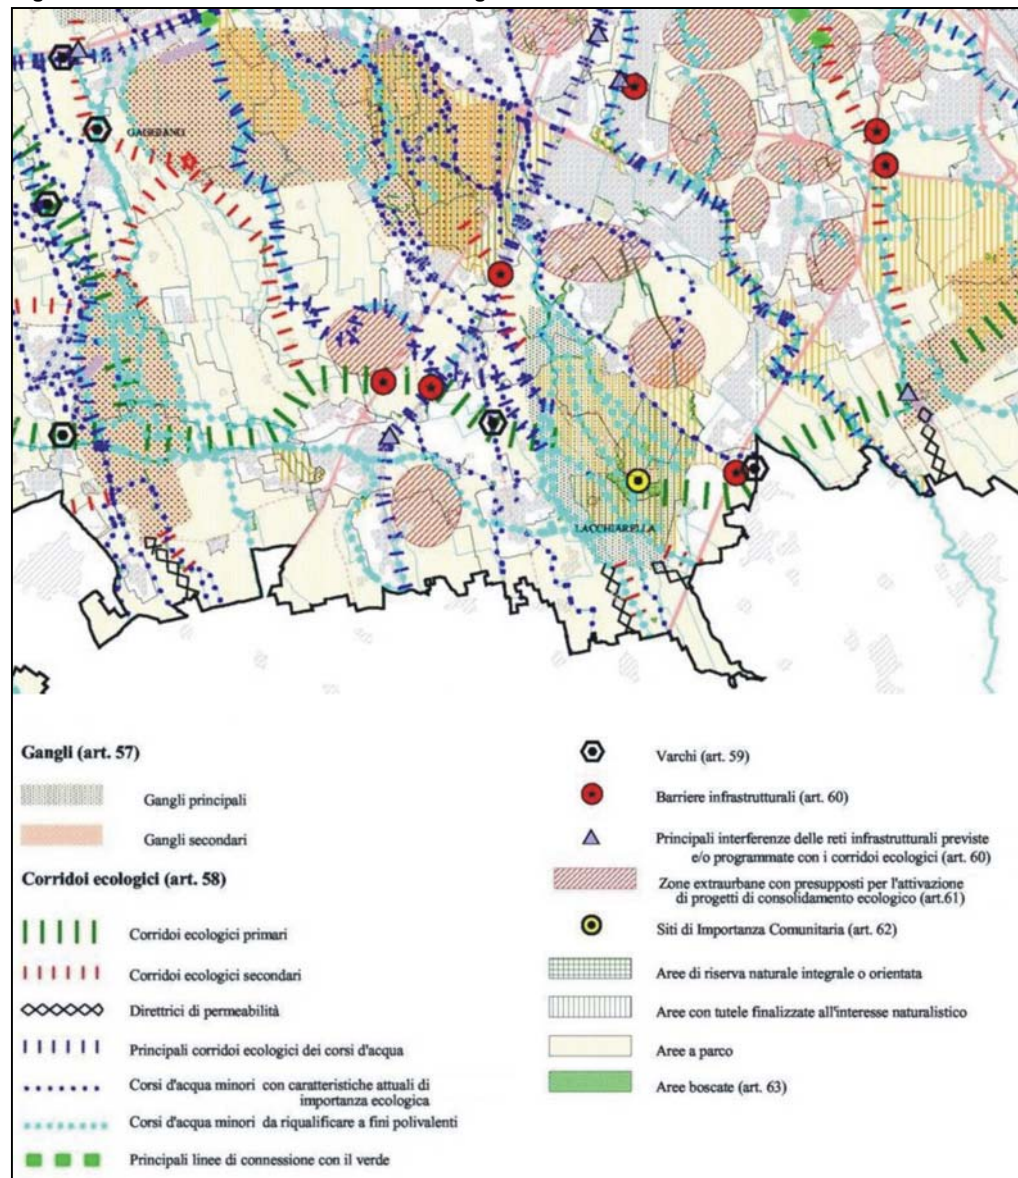 GAGGIANO
LACCHIARELLA
Gangli (art. 57)
Gangli principali
Gangli secondari
Corridoi ecologici (art. 58)
Corridoi ecologici primari
Corridoi ecologici secondari
Direttrici di permeabilità
Principali corridoi ecologici dei corsi d'acqua
Corsi d'acqua minori con caratteristiche attuali di
importanza ecologica
Corsi d'acqua minori da riqualificare a fini polivalenti
Principali linee di connessione con il verde
Varchi (art. 59)
Barriere infrastrutturali (art. 60)
Principali interferenze delle reti infrastrutturali previste
e/o programmate con i corridoi ecologici (art. 60)
Zone extraurbane con presupposti per l'attivazione
di progetti di consolidamento ecologico (art.61)
Siti di Importanza Comunitaria (art. 62)
Aree di riserva naturale integrale o orientata
Aree con tutele finalizzate all'interesse naturalistico
Aree a parco
Aree boscate (art. 63)